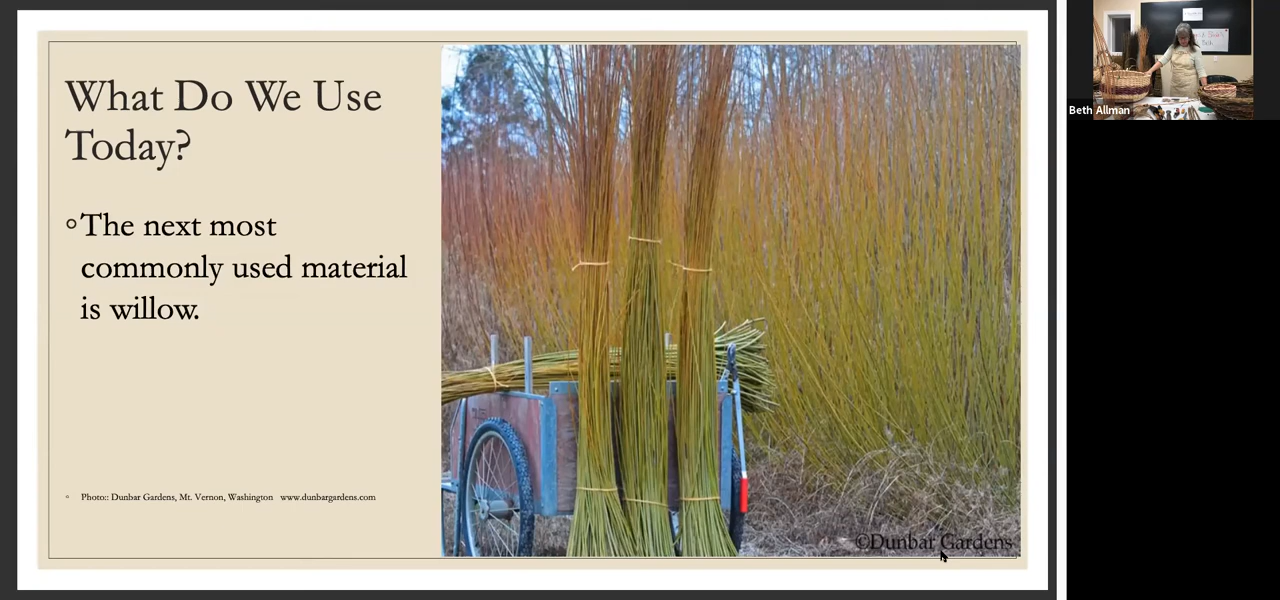 What Do We Use
Today?
The next most
commonly used material
is willow.
Photo:: Dunbar Gardens, Mt. Vernon, Washington www.dunbargardens.com
©Dunbar Gardens
Beth Allman